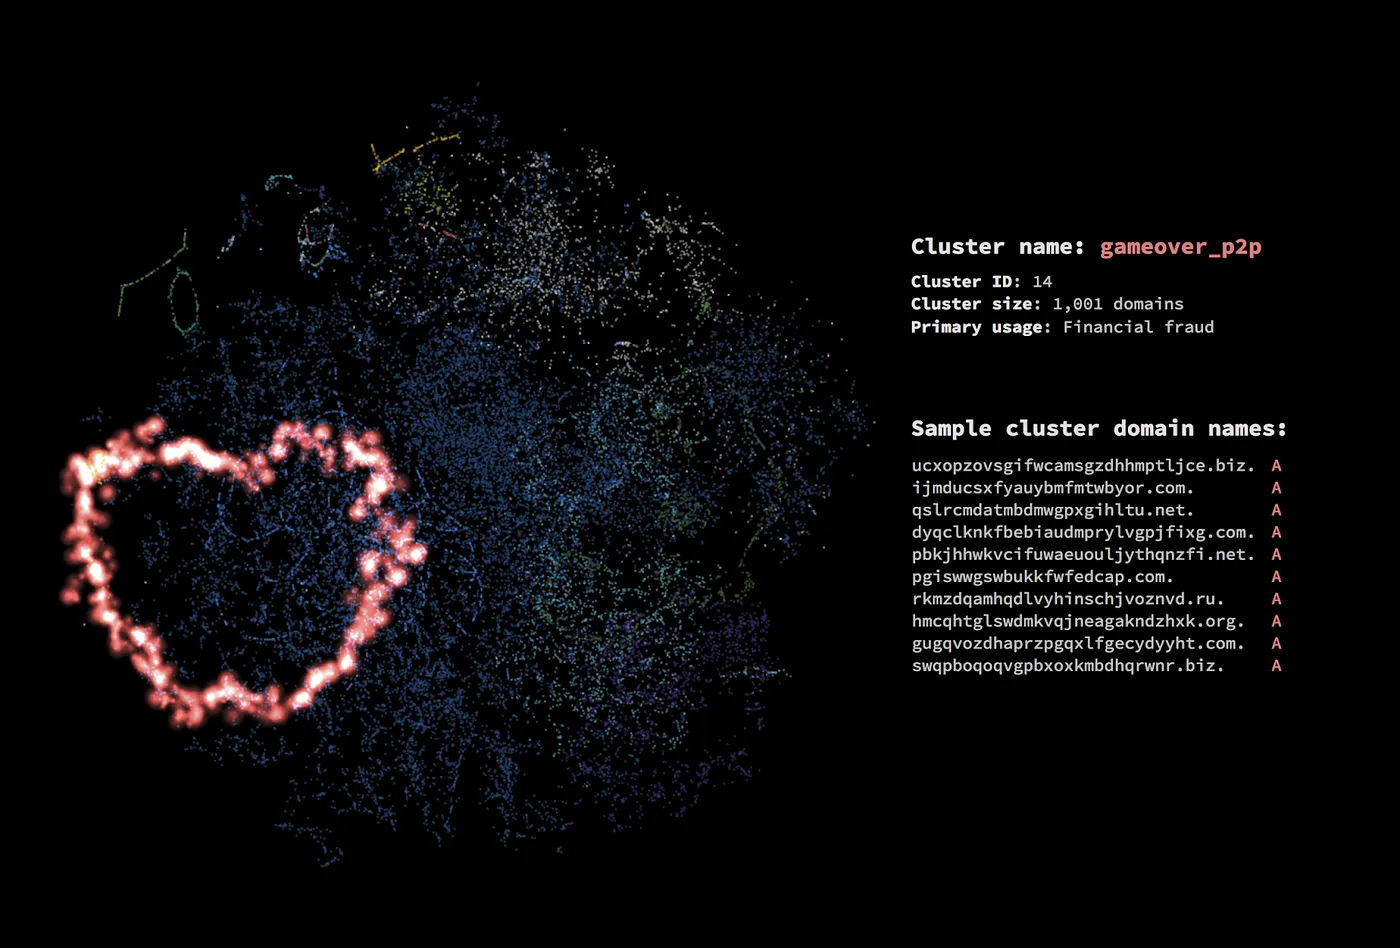 Cluster name: gameover_p2p
Cluster ID: 14
Cluster size: 1,001 domains
Primary usage: Financial fraud
Sample cluster domain names:
ucxopzovsgifwcamsgzdhhmptljce.biz. A
ijmducsxfyauybmfmtwbyor.com. A
qslrcmdatmbdmwgpxgihltu.net. A
dyqclknkfbebiaudmprylvgpjfixg.com. A
pbkjhhwkvcifuwaeuouljythqnzfi.net. A
pgiswwgswbukkfwfedcap.com. A
rkmzdqamhqdlvyhinschjvoznvd.ru. A
hmcqhtglswdmkvqjneagakndzhxk.org. A
gugqvozdhaprzpgqxlfgecydyyht.com. A
swqpboqoqvgpbxoxkmbdhqrwnr.biz. A